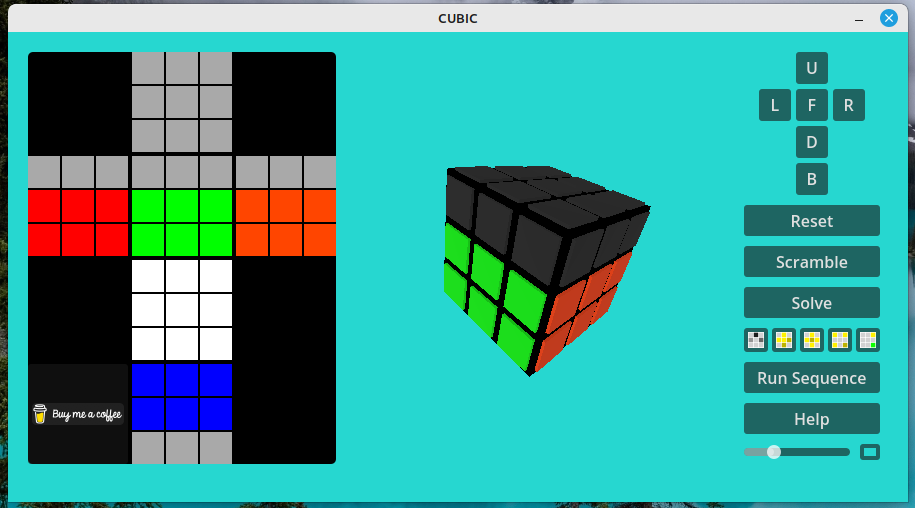 CUBIC
U
L F R
D
B
Reset
Scramble
Solve
Run Sequence
Help
Buy me a coffee